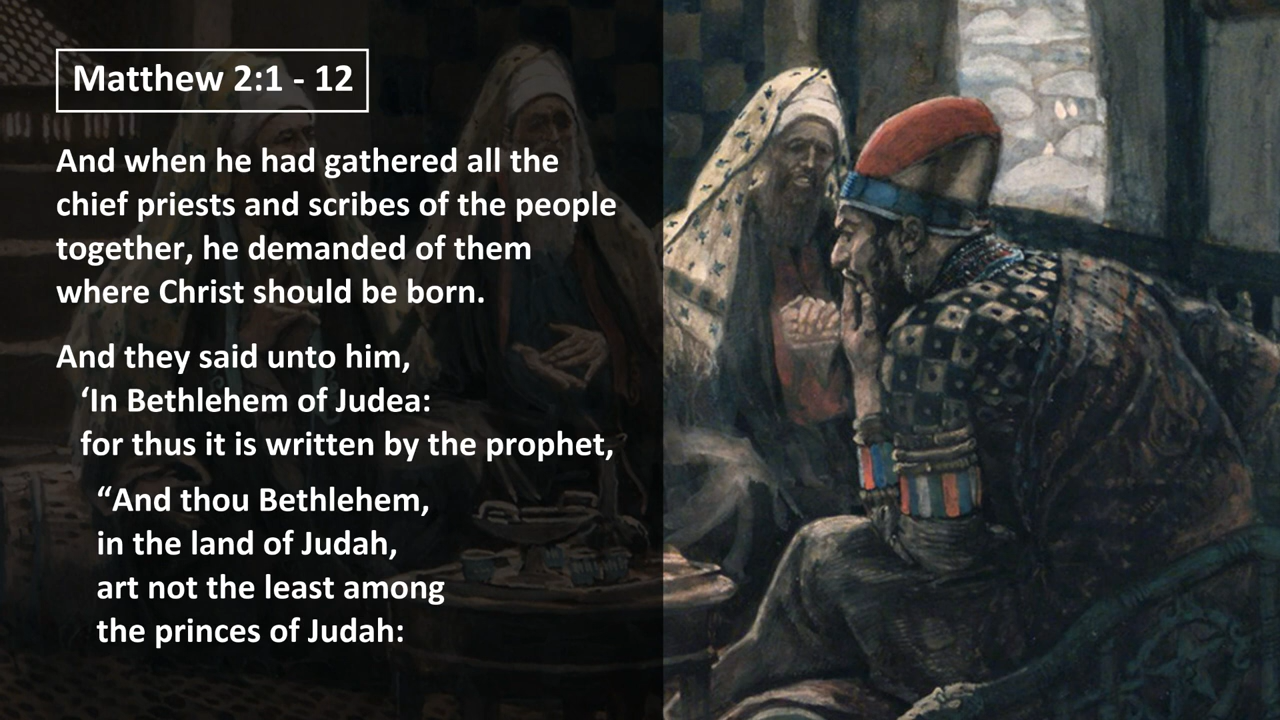 Matthew 2:1 - 12
And when he had gathered all the
chief priests and scribes of the people
together, he demanded of them
where Christ should be born.
And they said unto him,
‘In Bethlehem of Judea:
for thus it is written by the prophet,
“And thou Bethlehem,
in the land of Judah,
art not the least among
the princes of Judah: